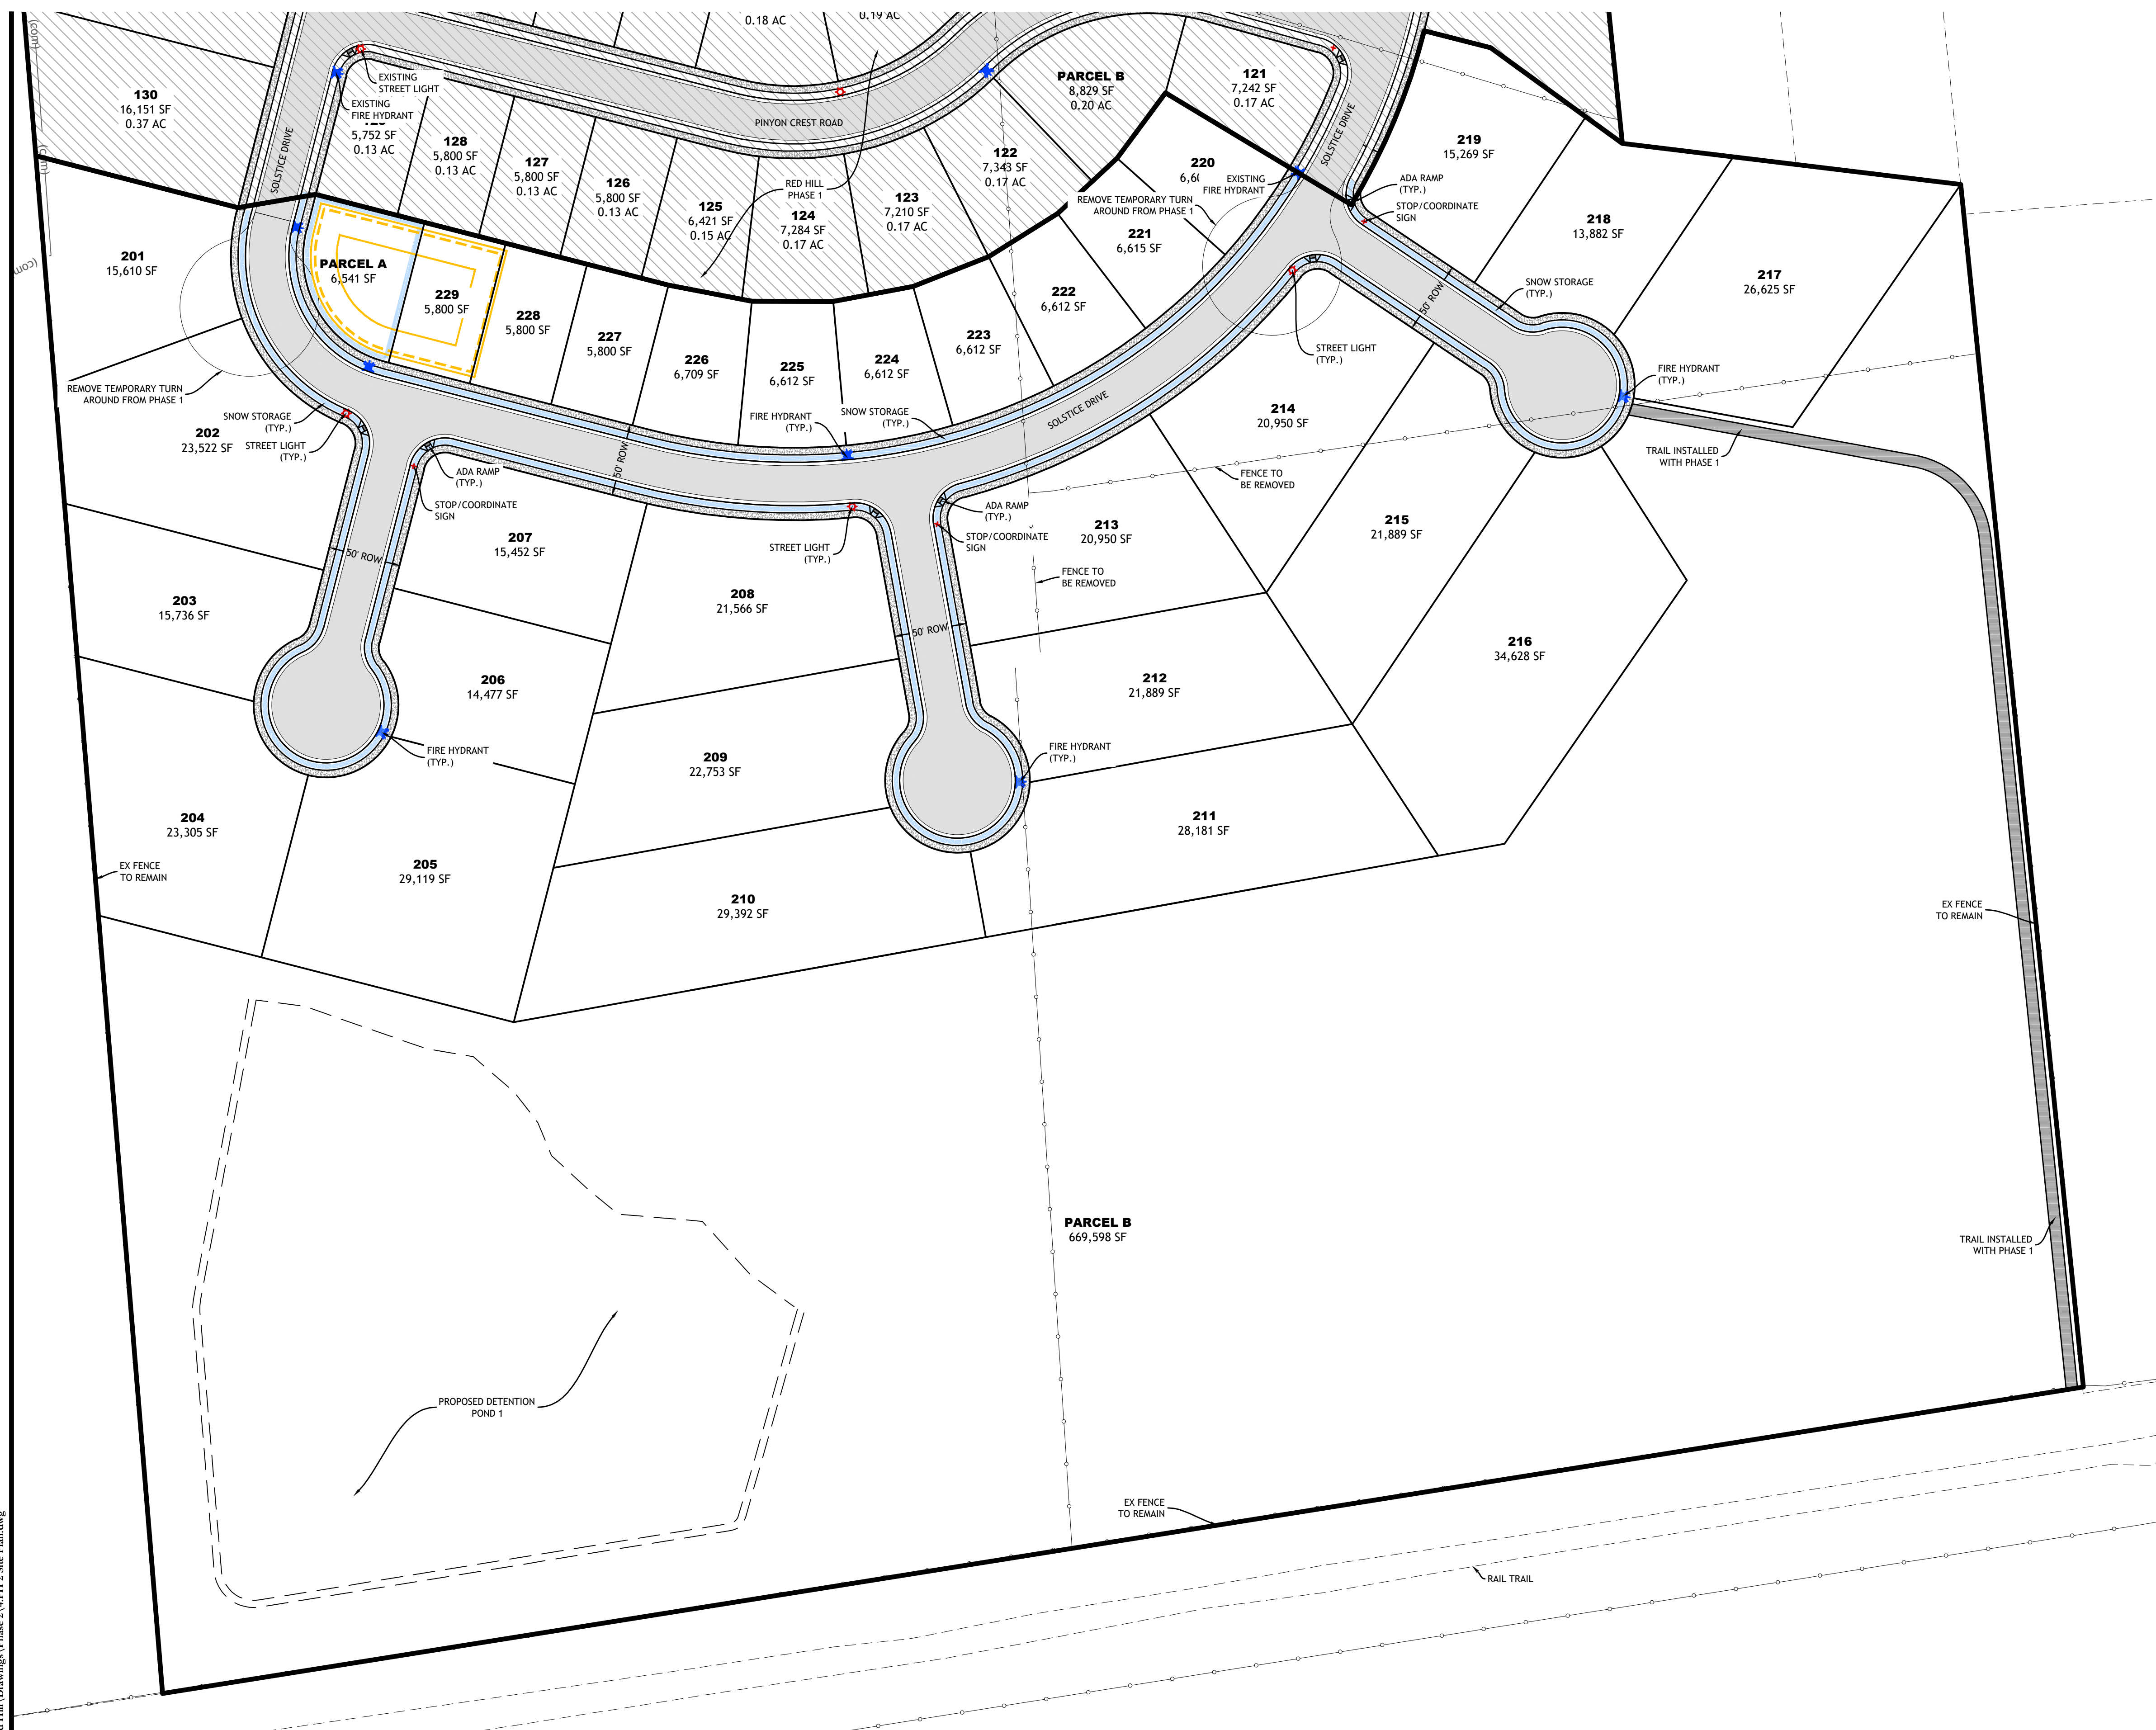 0.18 AC
0.19 AC
(com)
(com)
(com)
130
16,151 SF
0.37 AC
EXISTING
STREET LIGHT
EXISTING
FIRE HYDRANT
5,752 SF
0.13 AC
SOLSTICE DRIVE
128
5,800 SF
0.13 AC
127
5,800 SF
0.13 AC
126
5,800 SF
0.13 AC
125
6,421 SF
0.15 AC
PINYON CREST ROAD
RED HILL
PHASE 1
124
7,284 SF
0.17 AC
123
7,210 SF
0.17 AC
122
7,343 SF
0.17 AC
PARCEL B
8,829 SF
0.20 AC
121
7,242 SF
0.17 AC
SOLSTICE DRIVE
220
EXISTING
FIRE HYDRANT
REMOVE TEMPORARY TURN
AROUND FROM PHASE 1
221
6,615 SF
ADA RAMP
(TYP.)
STOP/COORDINATE
SIGN
219
15,269 SF
218
13,882 SF
217
26,625 SF
SNOW STORAGE
(TYP.)
50' ROW
201
15,610 SF
PARCEL A
6,541 SF
229
5,800 SF
228
5,800 SF
227
5,800 SF
226
6,709 SF
225
6,612 SF
224
6,612 SF
223
6,612 SF
222
6,612 SF
STREET LIGHT
(TYP.)
FIRE HYDRANT
(TYP.)
REMOVE TEMPORARY TURN
AROUND FROM PHASE 1
SNOW STORAGE
(TYP.)
202
23,522 SF
STREET LIGHT
(TYP.)
FIRE HYDRANT
(TYP.)
SNOW STORAGE
(TYP.)
SOLSTICE DRIVE
214
20,950 SF
TRAIL INSTALLED
WITH PHASE 1
FENCE TO
BE REMOVED
50' ROW
ADA RAMP
(TYP.)
STOP/COORDINATE
SIGN
ADA RAMP
(TYP.)
STOP/COORDINATE
SIGN
STREET LIGHT
(TYP.)
213
20,950 SF
215
21,889 SF
50' ROW
207
15,452 SF
FENCE TO
BE REMOVED
203
15,736 SF
208
21,566 SF
50' ROW
216
34,628 SF
206
14,477 SF
212
21,889 SF
FIRE HYDRANT
(TYP.)
FIRE HYDRANT
(TYP.)
209
22,753 SF
204
23,305 SF
211
28,181 SF
EX FENCE
TO REMAIN
205
29,119 SF
210
29,392 SF
EX FENCE
TO REMAIN
PARCEL B
669,598 SF
TRAIL INSTALLED
WITH PHASE 1
PROPOSED DETENTION
POND 1
EX FENCE
TO REMAIN
RAIL TRAIL